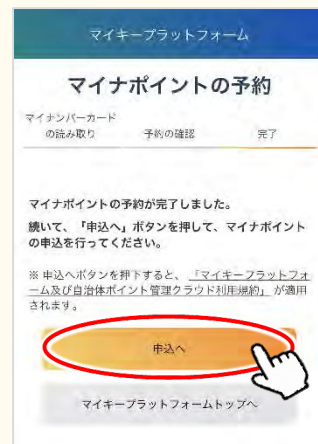 マイキープラットフォーム
マイナポイントの予約
マイナンバーカード
の読み取り
予約の確認
完了
マイナポイントの予約が完了しました。
続いて、「申込へ」ボタンを押して、マイナポイント
の申込を行ってください。
※ 申込へボタンを押下すると、「マイキープラットフォ
ーム及び自治体ポイント管理クラウド利用規約」が適用
されます。
申込へ
マイキープラットフォームトップへ